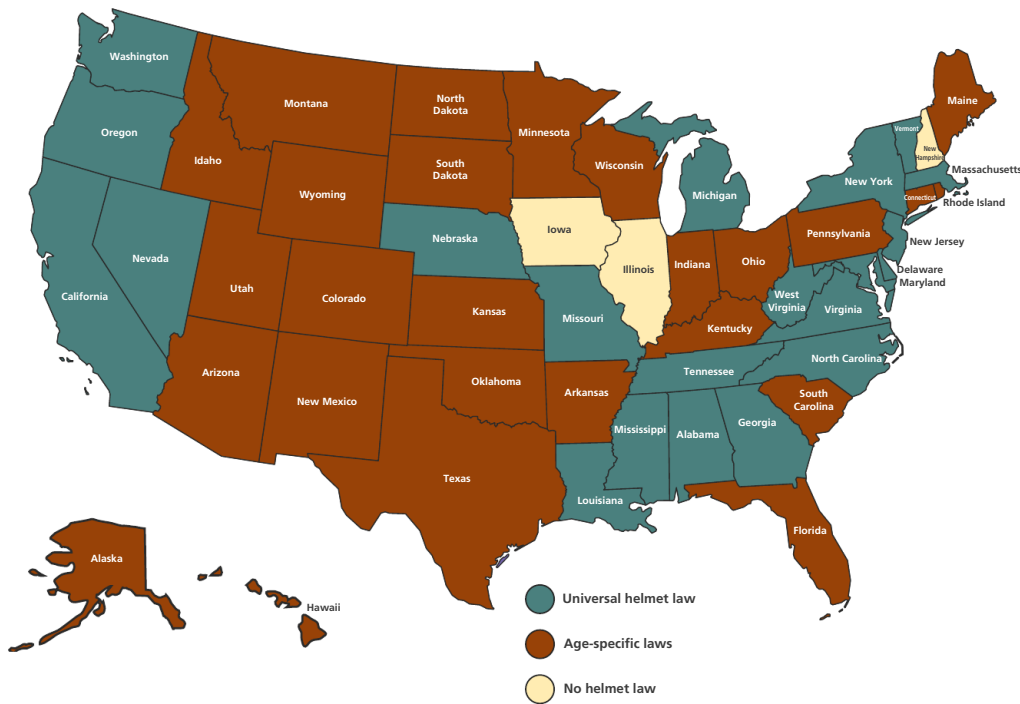 Washington
Oregon
California
Nevada
Idaho
Montana
Wyoming
Utah
Colorado
Arizona
New Mexico
North
Dakota
South
Dakota
Nebraska
Kansas
Oklahoma
Texas
Minnesota
Iowa
Missouri
Arkansas
Louisiana
Wisconsin
Illinois
Michigan
Indiana
Ohio
Kentucky
Tennessee
Mississippi
Alabama
Georgia
Florida
South
Carolina
North Carolina
Virginia
West
Virginia
Pennsylvania
New York
Vermont
New
Hampshire
Maine
Massachusetts
Connecticut
Rhode Island
New Jersey
Delaware
Maryland
Alaska
Hawaii
Universal helmet law
Age-specific laws
No helmet law